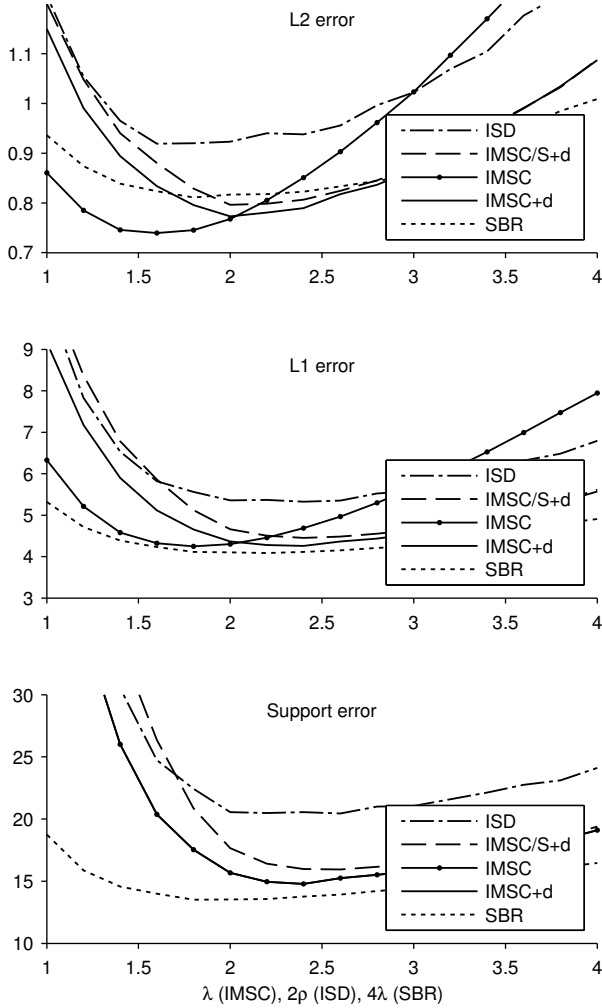 L2 error
1.1
1
0.9
0.8
0.7
ISD
IMSC/S+d
IMSC
IMSC+d
SBR
1 1.5 2 2.5 3 3.5 4
L1 error
9
8
7
6
5
4
3
ISD
IMSC/S+d
IMSC
IMSC+d
SBR
1 1.5 2 2.5 3 3.5 4
Support error
30
25
20
15
10
ISD
IMSC/S+d
IMSC
IMSC+d
SBR
1 1.5 2 2.5 3 3.5 4
λ (IMSC), 2ρ (ISD), 4λ (SBR)